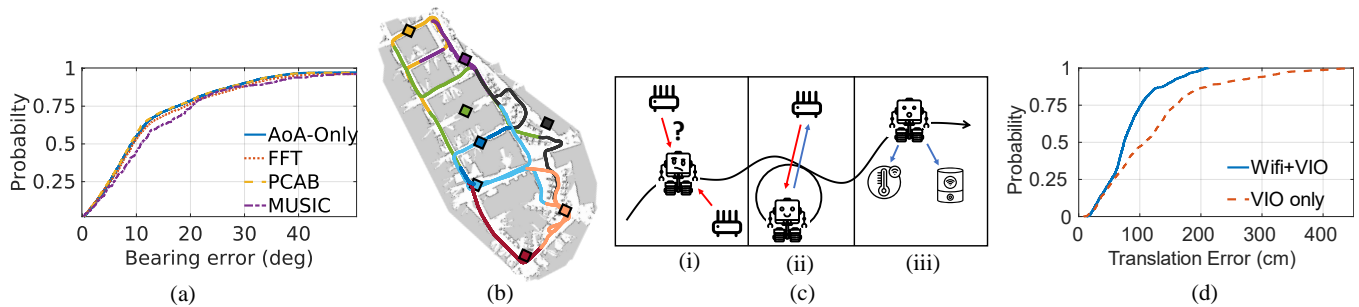 1
0.75
0.5
0.25
Probabilty
AoA-Only
FFT
PCAB
MUSIC
0 10 20 30 40
Bearing error (deg)
(a)
(b)
?
(i) (ii) (iii)
(c)
1
0.75
0.5
0.25
0
Probability
Wifi+VIO
VIO only
0 100 200 300 400
Translation Error (cm)
(d)